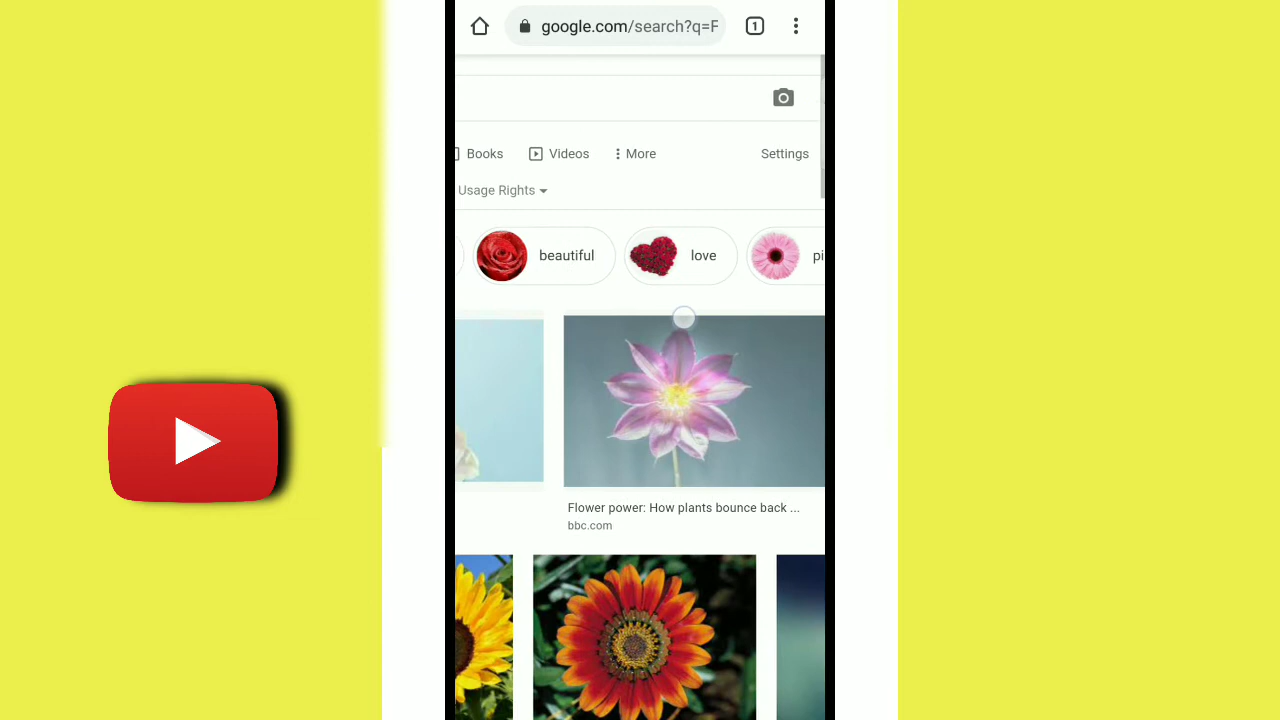 google.com/search?q=F
1
Books
Videos
More
Settings
Usage Rights
beautiful
love
pi
Flower power: How plants bounce back ...
bbc.com